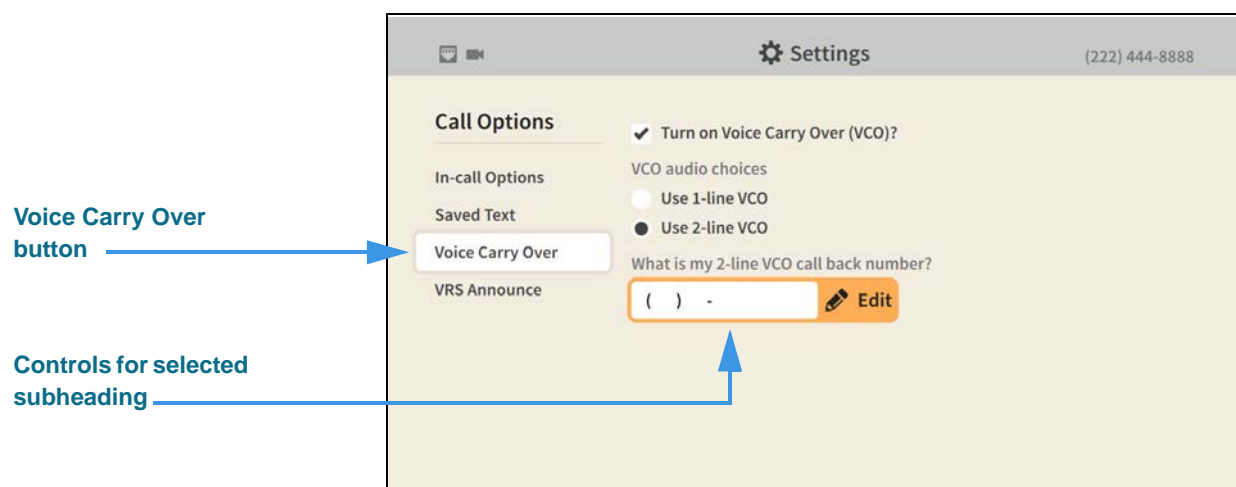 Settings
(222) 444-8888
Call Options
In-call Options
Saved Text
Voice Carry Over
VRS Announce
Turn on Voice Carry Over (VCO)?
VCO audio choices
Use 1-line VCO
Use 2-line VCO
What is my 2-line VCO call back number?
( ) -
Edit
Voice Carry Over
button
Controls for selected
subheading